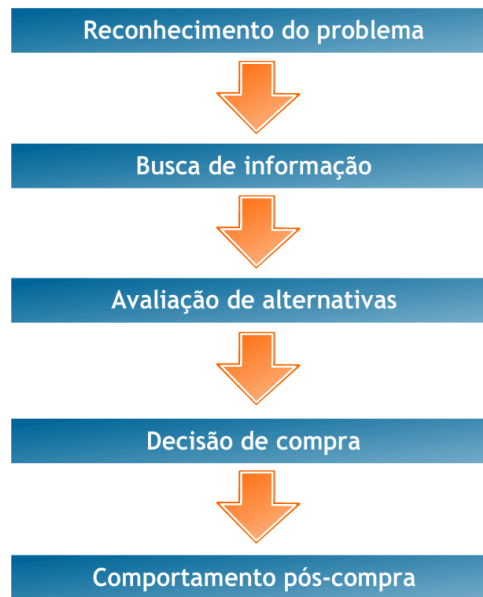 Reconhecimento do problema
Busca de informação
Avaliação de alternativas
Decisão de compra
Comportamento pós-compra